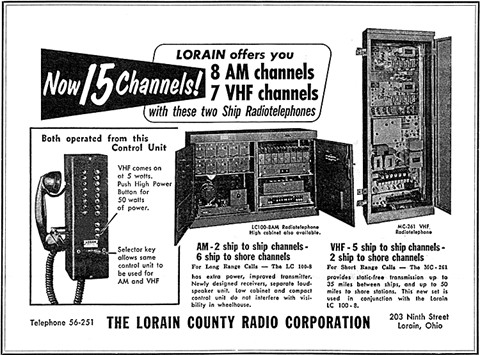 LORAIN offers you
Now 15 Channels!
8 AM channels
7 VHF channels
with these two Ship Radiotelephones
Both operated from this
Control Unit
VHF comes on
at 5 watts.
Push High Power
Button for
50 watts
of power.
Selector key
allows same
control unit to
be used for
AM and VHF
LC100-8AM Radiotelephone
High cabinet also available.
MC-261 VHF
Radiotelephone
AM-2 ship to ship channels-
6 ship to shore channels
For Long Range Calls — The LC 100-8
has extra power, improved transmitter.
Newly designed receivers, separate loud-
speaker unit. Low cabinet and compact
control unit do not interfere with visi-
bility in wheelhouse.
VHF-5 ship to ship channels-
2 ship to shore channels
For Short Range Calls — The MC-261
provides static-free transmission up to
35 miles between ships, and up to 50
miles to shore stations. This new set is
used in conjunction with the Lorain
LC 100-8.
Telephone 56-251
THE LORAIN COUNTY RADIO CORPORATION
203 Ninth Street
Lorain, Ohio